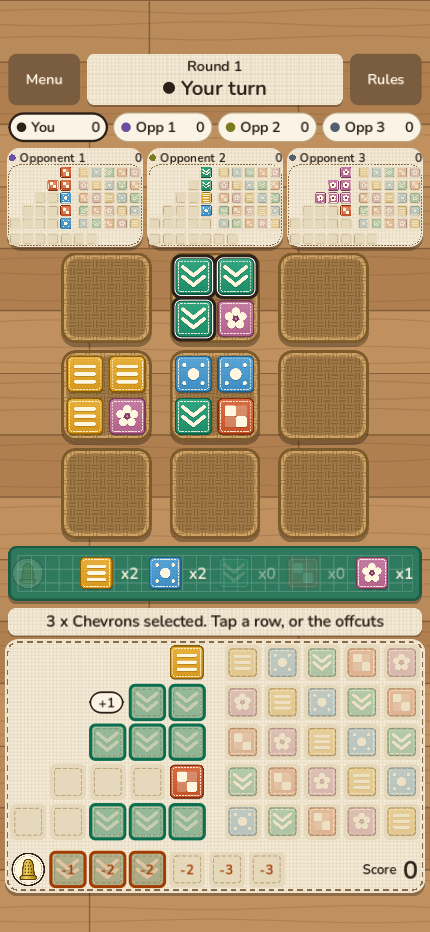 Menu
Round 1
Your turn
Rules
You 0
Opp 1 0
Opp 2 0
Opp 3 0
Opponent 1 0
Opponent 2 0
Opponent 3 0
x2 x2 x0 x0 x1
3 x Chevrons selected. Tap a row, or the offcuts
+1
-1 -2 -2 -2 -3 -3
Score 0